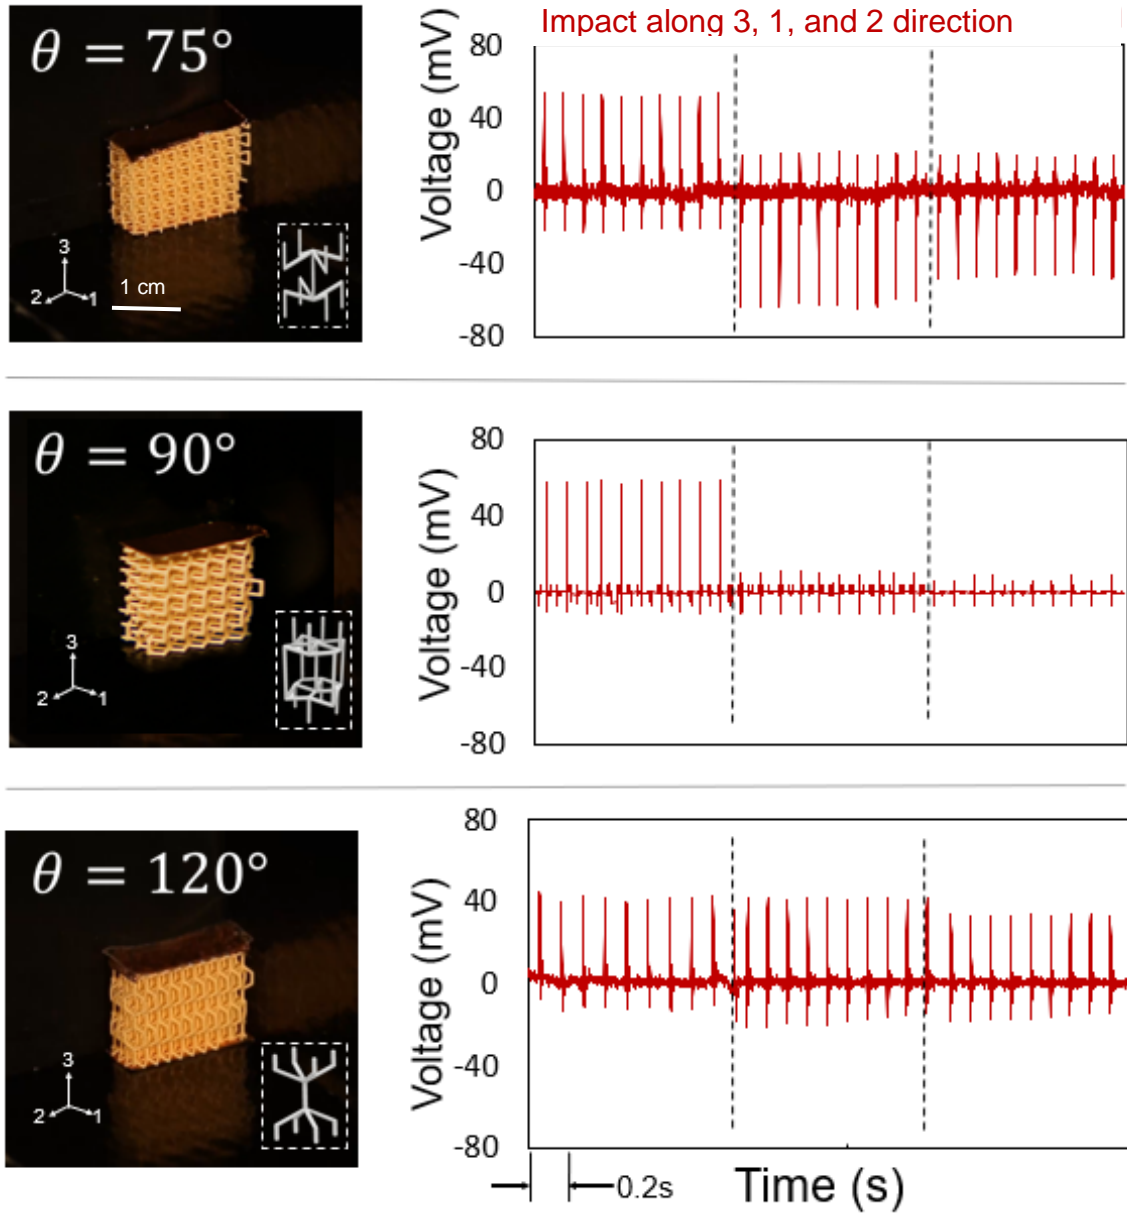 θ = 75°
3
2
1
1 cm
Impact along 3, 1, and 2 direction
Voltage (mV)
80
40
0
-40
-80
θ = 90°
3
2
1
Voltage (mV)
80
40
0
-40
-80
θ = 120°
3
2
1
Voltage (mV)
80
40
0
-40
-80
0.2s
Time (s)